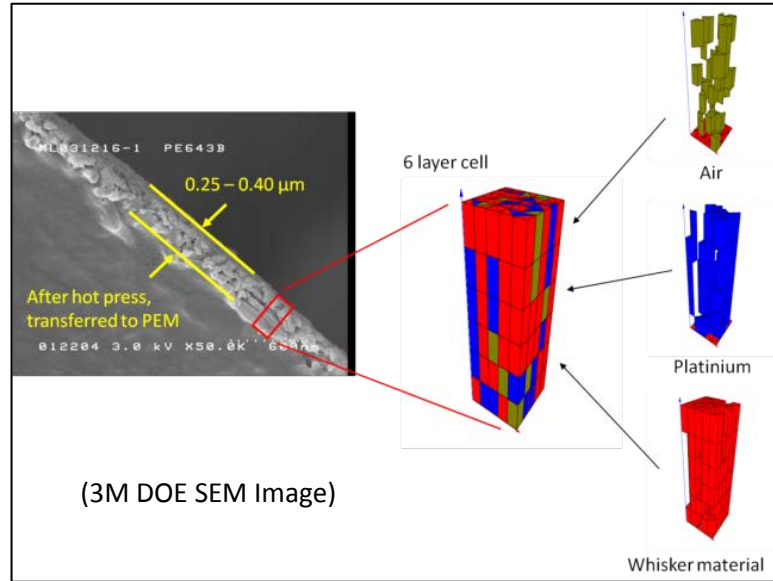 ML031216-1 PE643B
0.25 – 0.40 µm
After hot press,
transferred to PEM
012204 3.0 kV X50.0k 600nm
(3M DOE SEM Image)
6 layer cell
Air
Platinium
Whisker material